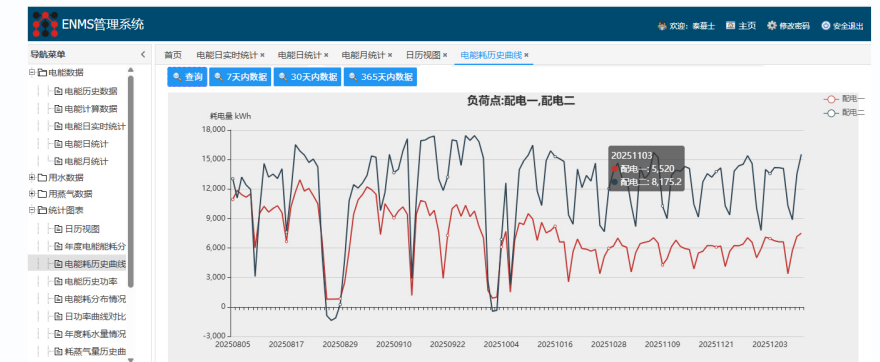 ENMS管理系统
欢迎：泰慕士 主页 修改密码 安全退出
导航菜单
首页 电能日实时统计× 电能日统计× 电能月统计× 日历视图× 电能耗历史曲线×
电能数据
电能历史数据
电能计算数据
电能日实时统计
电能日统计
电能月统计
用水数据
用蒸气数据
统计图表
日历视图
年度电能能耗分
电能耗历史曲线
电能历史功率
电能耗分布情况
日功率曲线对比
年度耗水量情况
耗蒸气量历史曲
查询 7天内数据 30天内数据 365天内数据
负荷点:配电一,配电二
配电一
配电二
耗电量 kWh
18,000
15,000
12,000
9,000
6,000
3,000
0
-3,000
20251103
配电一: 5,520
配电二: 8,175.2
20250805 20250817 20250829 20250910 20250922 20251004 20251016 20251028 20251109 20251121 20251203